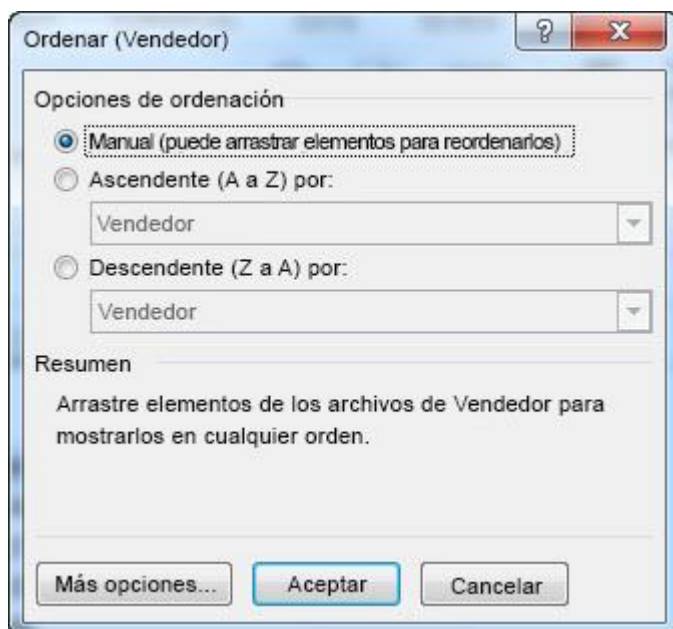 Ordenar (Vendedor)
?
Opciones de ordenación
Manual (puede arrastrar elementos para reordenarlos)
Ascendente (A a Z) por:
Vendedor
Descendente (Z a A) por:
Vendedor
Resumen
Arrastre elementos de los archivos de Vendedor para
mostrarlos en cualquier orden.
Más opciones... Aceptar Cancelar